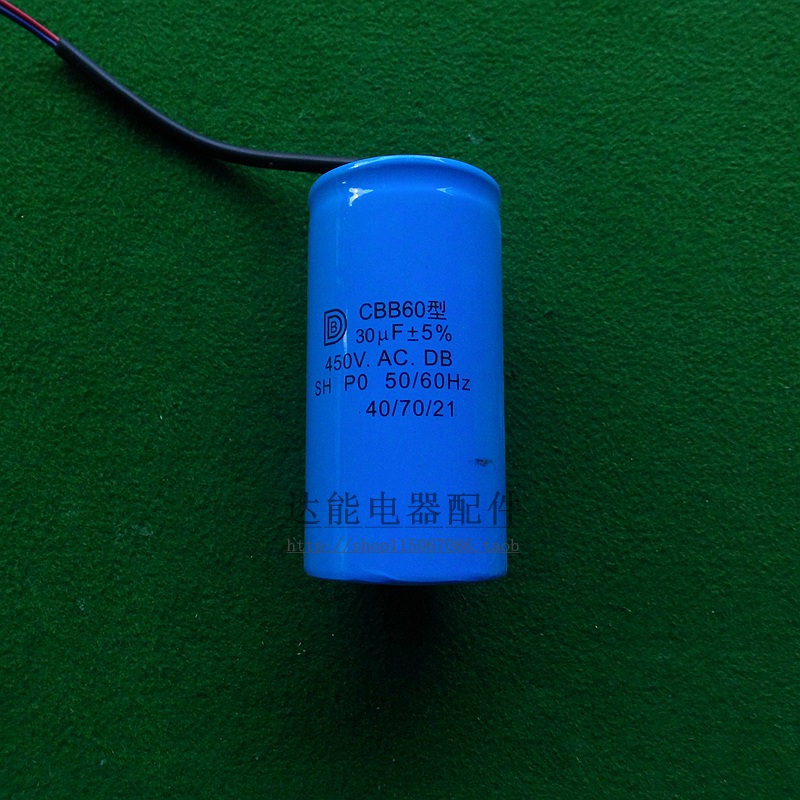 CBB60型
DB
30μF±5%
450V. AC. DB
SH P0 50/60Hz
40/70/21
达能电器配件